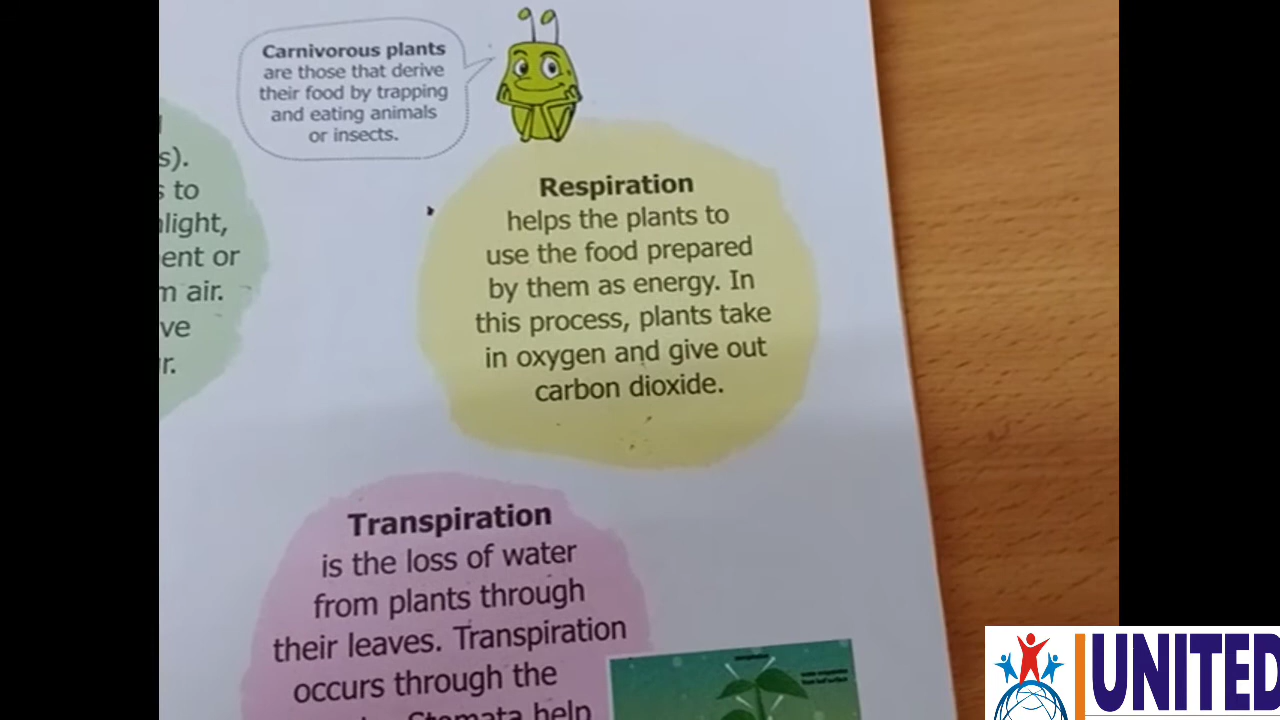 Carnivorous plants
are those that derive
their food by trapping
and eating animals
or insects.
s).
to
light,
ent or
air.
ve
r.
Respiration
helps the plants to
use the food prepared
by them as energy. In
this process, plants take
in oxygen and give out
carbon dioxide.
Transpiration
is the loss of water
from plants through
their leaves. Transpiration
occurs through the
Stomata help
UNITED